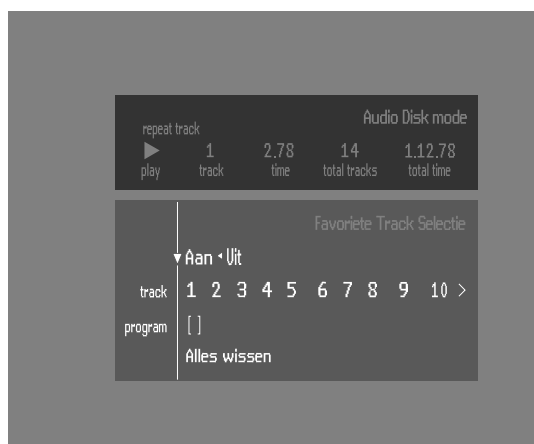 Audio Disk mode
repeat track
1 2.78 14 1.12.78
play track time total tracks total time
Favoriete Track Selectie
Aan Uit
track 1 2 3 4 5 6 7 8 9 10 >
program [ ]
Alles wissen